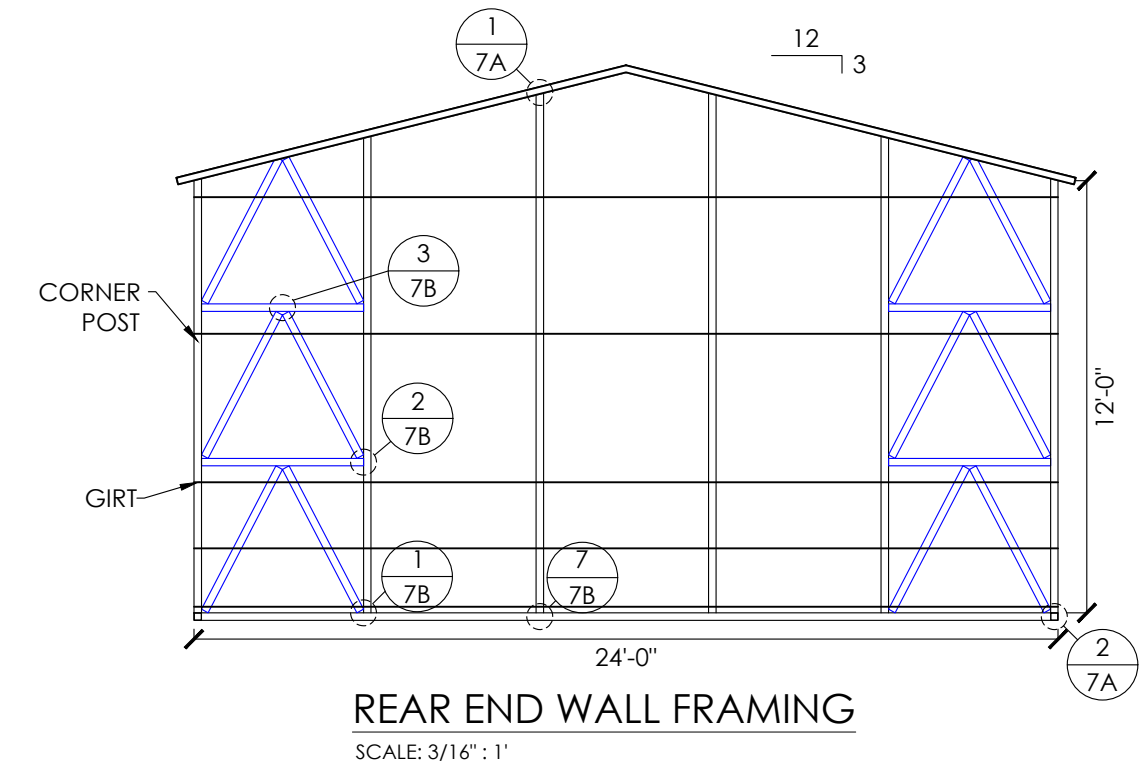 1
7A
12
3
3
7B
CORNER
POST
2
7B
12'-0"
GIRT
1
7B
7
7B
24'-0"
2
7A
REAR END WALL FRAMING
SCALE: 3/16" : 1'